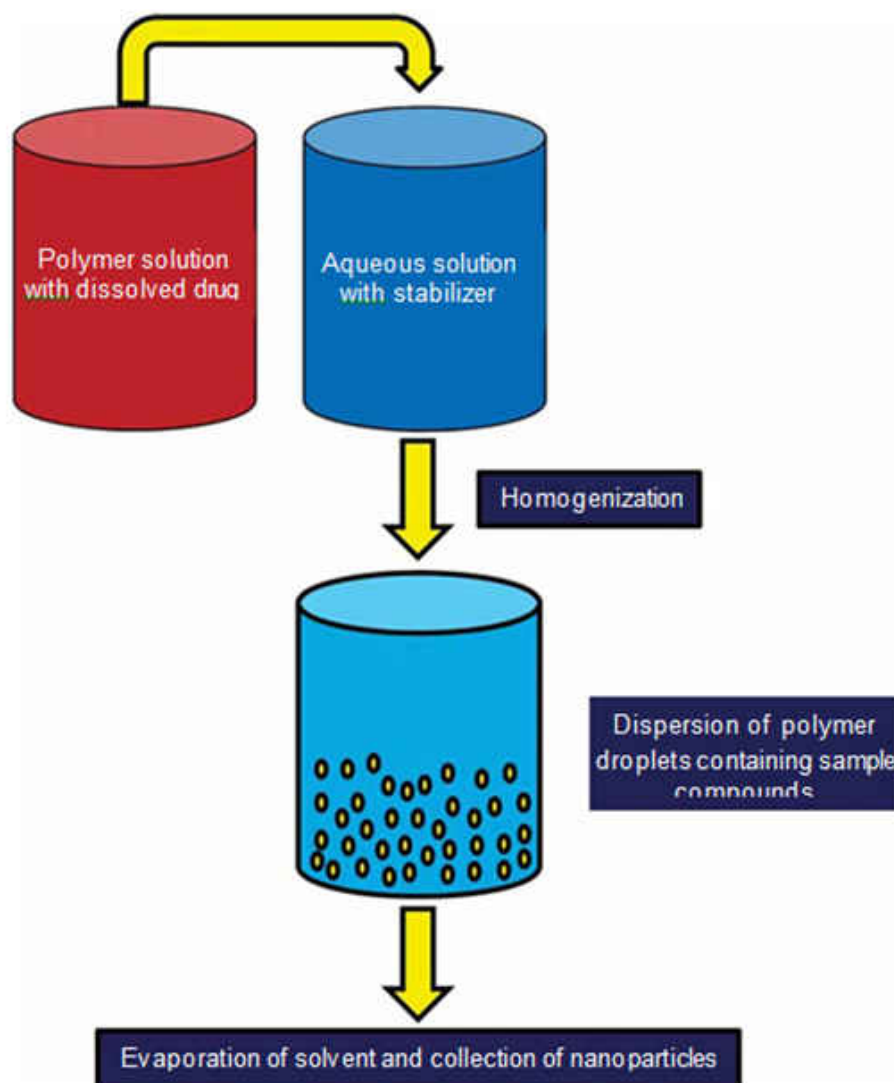 Polymer solution
with dissolved drug
Aqueous solution
with stabilizer
Homogenization
Dispersion of polymer
droplets containing sample
compounds
Evaporation of solvent and collection of nanoparticles